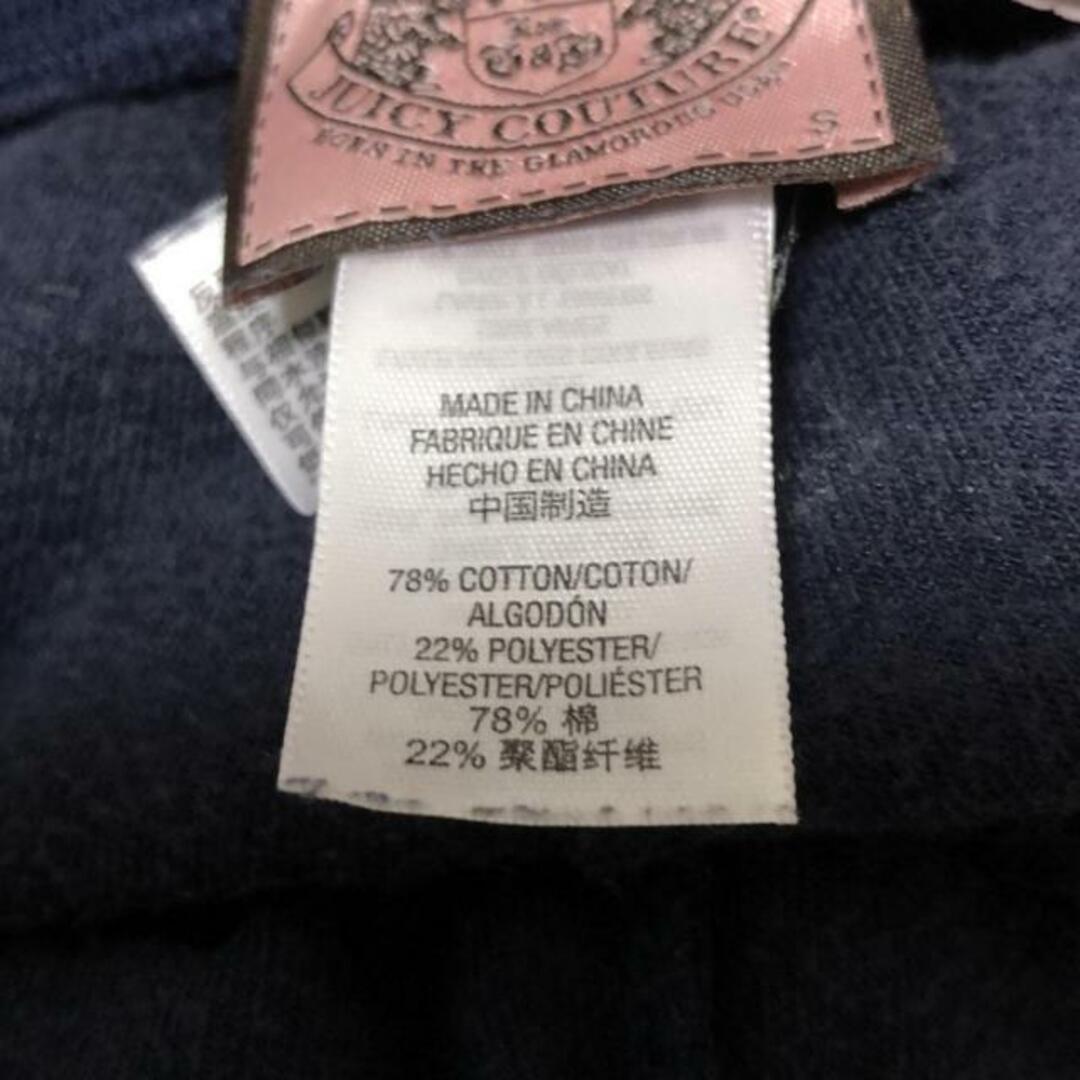 G&P
JUICY COUTURE
BORN IN THE GLAMOROUS USA
S
MADE IN CHINA
FABRIQUE EN CHINE
HECHO EN CHINA
中国制造
78% COTTON/COTON/
ALGODÓN
22% POLYESTER/
POLYESTER/POLIÉSTER
78% 棉
22% 聚酯纤维